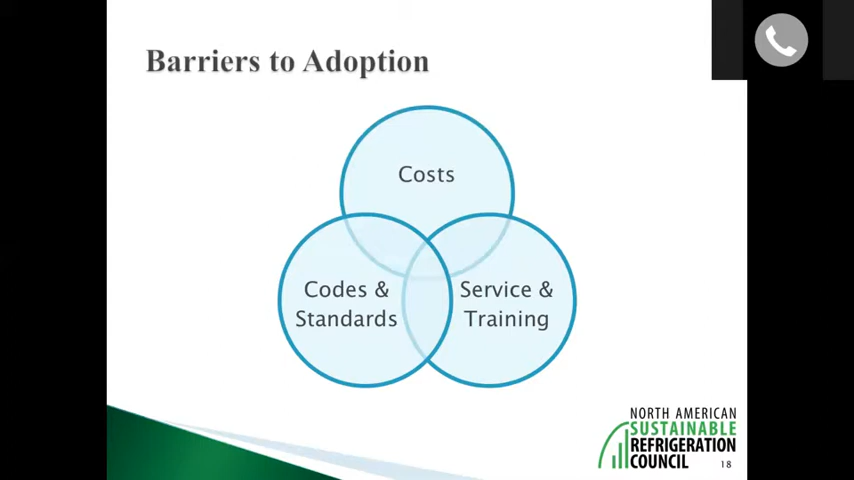 Barriers to Adoption
Costs
Codes &
Standards
Service &
Training
NORTH AMERICAN
SUSTAINABLE
REFRIGERATION
COUNCIL
18